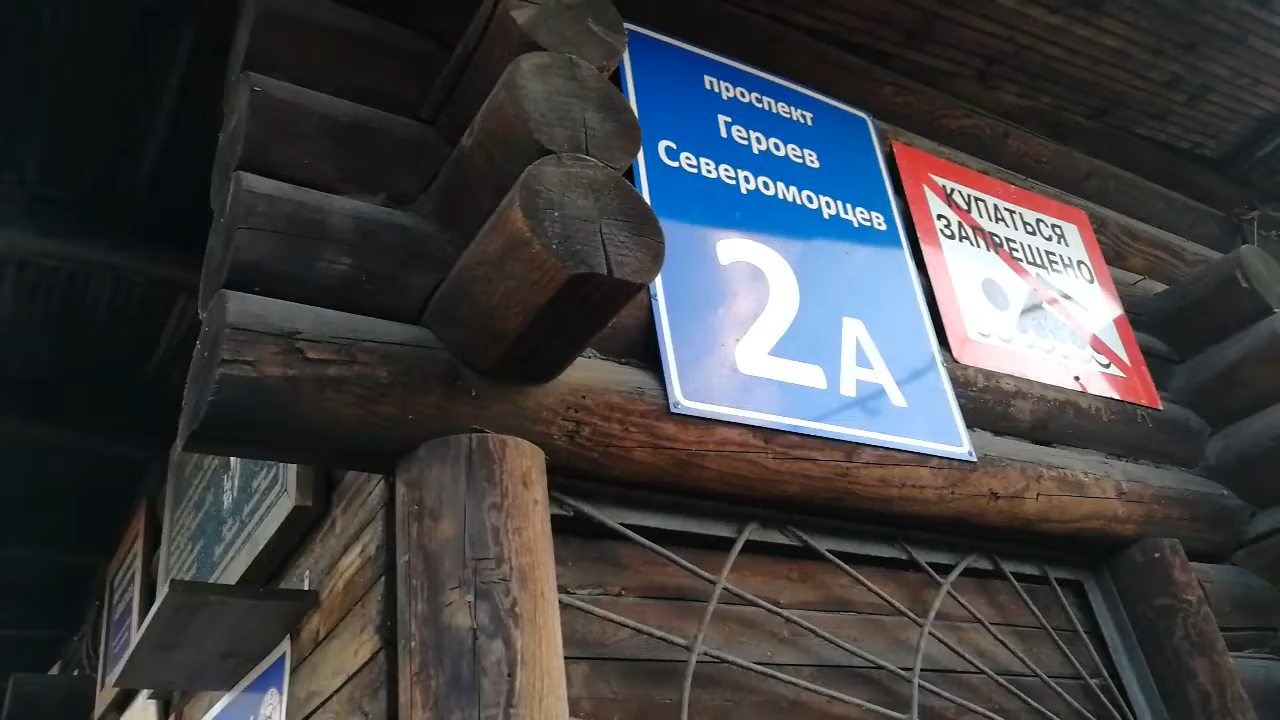 проспект
Героев
Североморцев
2А
КУПАТЬСЯ
ЗАПРЕЩЕНО